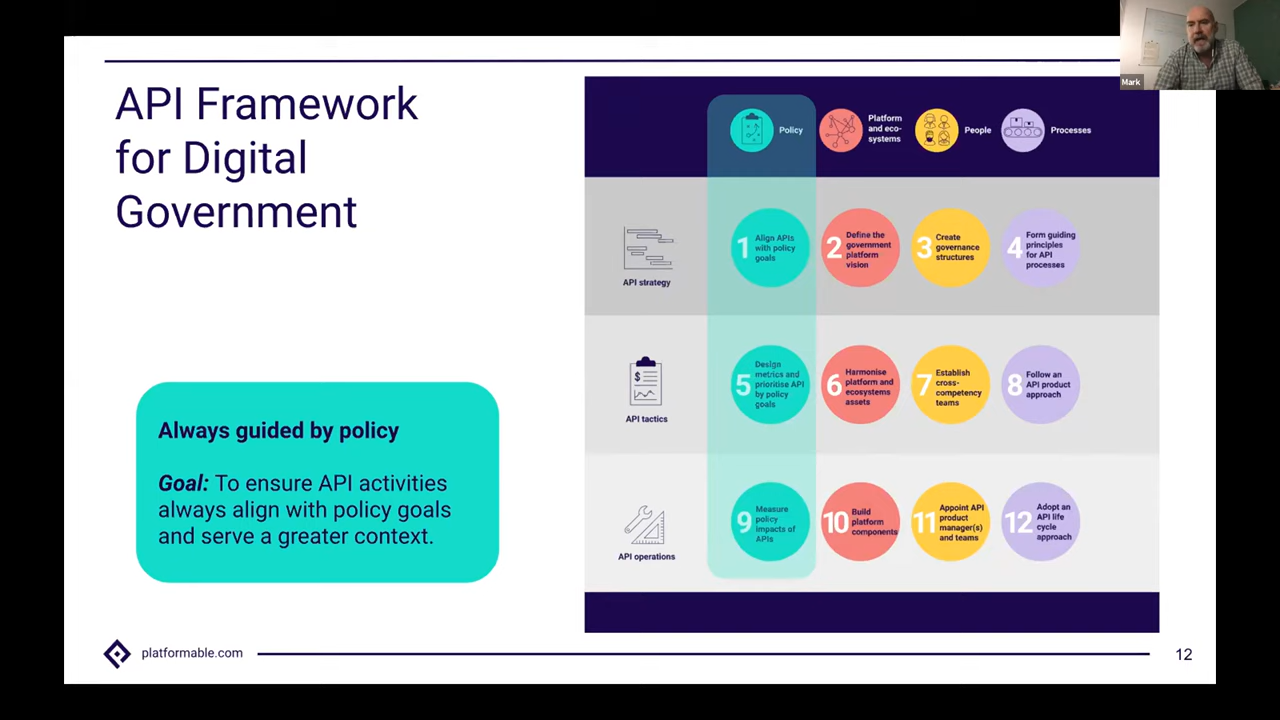 Mark
API Framework
for Digital
Government
Always guided by policy
Goal: To ensure API activities
always align with policy goals
and serve a greater context.
Policy
Platform
and eco-
systems
People
Processes
API strategy
1 Align APIs
with policy
goals
2 Define the
government
platform
vision
3 Create
governance
structures
4 Form guiding
principles
for API
processes
API tactics
5 Design
metrics and
prioritise API
by policy
goals
6 Harmonise
platform and
ecosystems
assets
7 Establish
cross-
competency
teams
8 Follow an
API product
approach
API operations
9 Measure
policy
impacts of
APIs
10 Build
platform
components
11 Appoint API
product
manager(s)
and teams
12 Adopt an
API life
cycle
approach
platformable.com
12